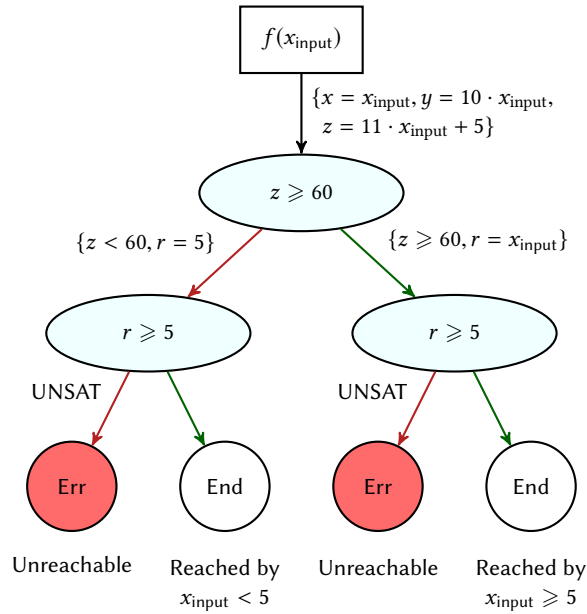 f(x_input)
{x = x_input, y = 10 · x_input,
z = 11 · x_input + 5}
z ⩾ 60
{z < 60, r = 5}
{z ⩾ 60, r = x_input}
r ⩾ 5
r ⩾ 5
UNSAT
UNSAT
Err
End
Err
End
Unreachable
Reached by
x_input < 5
Unreachable
Reached by
x_input ⩾ 5